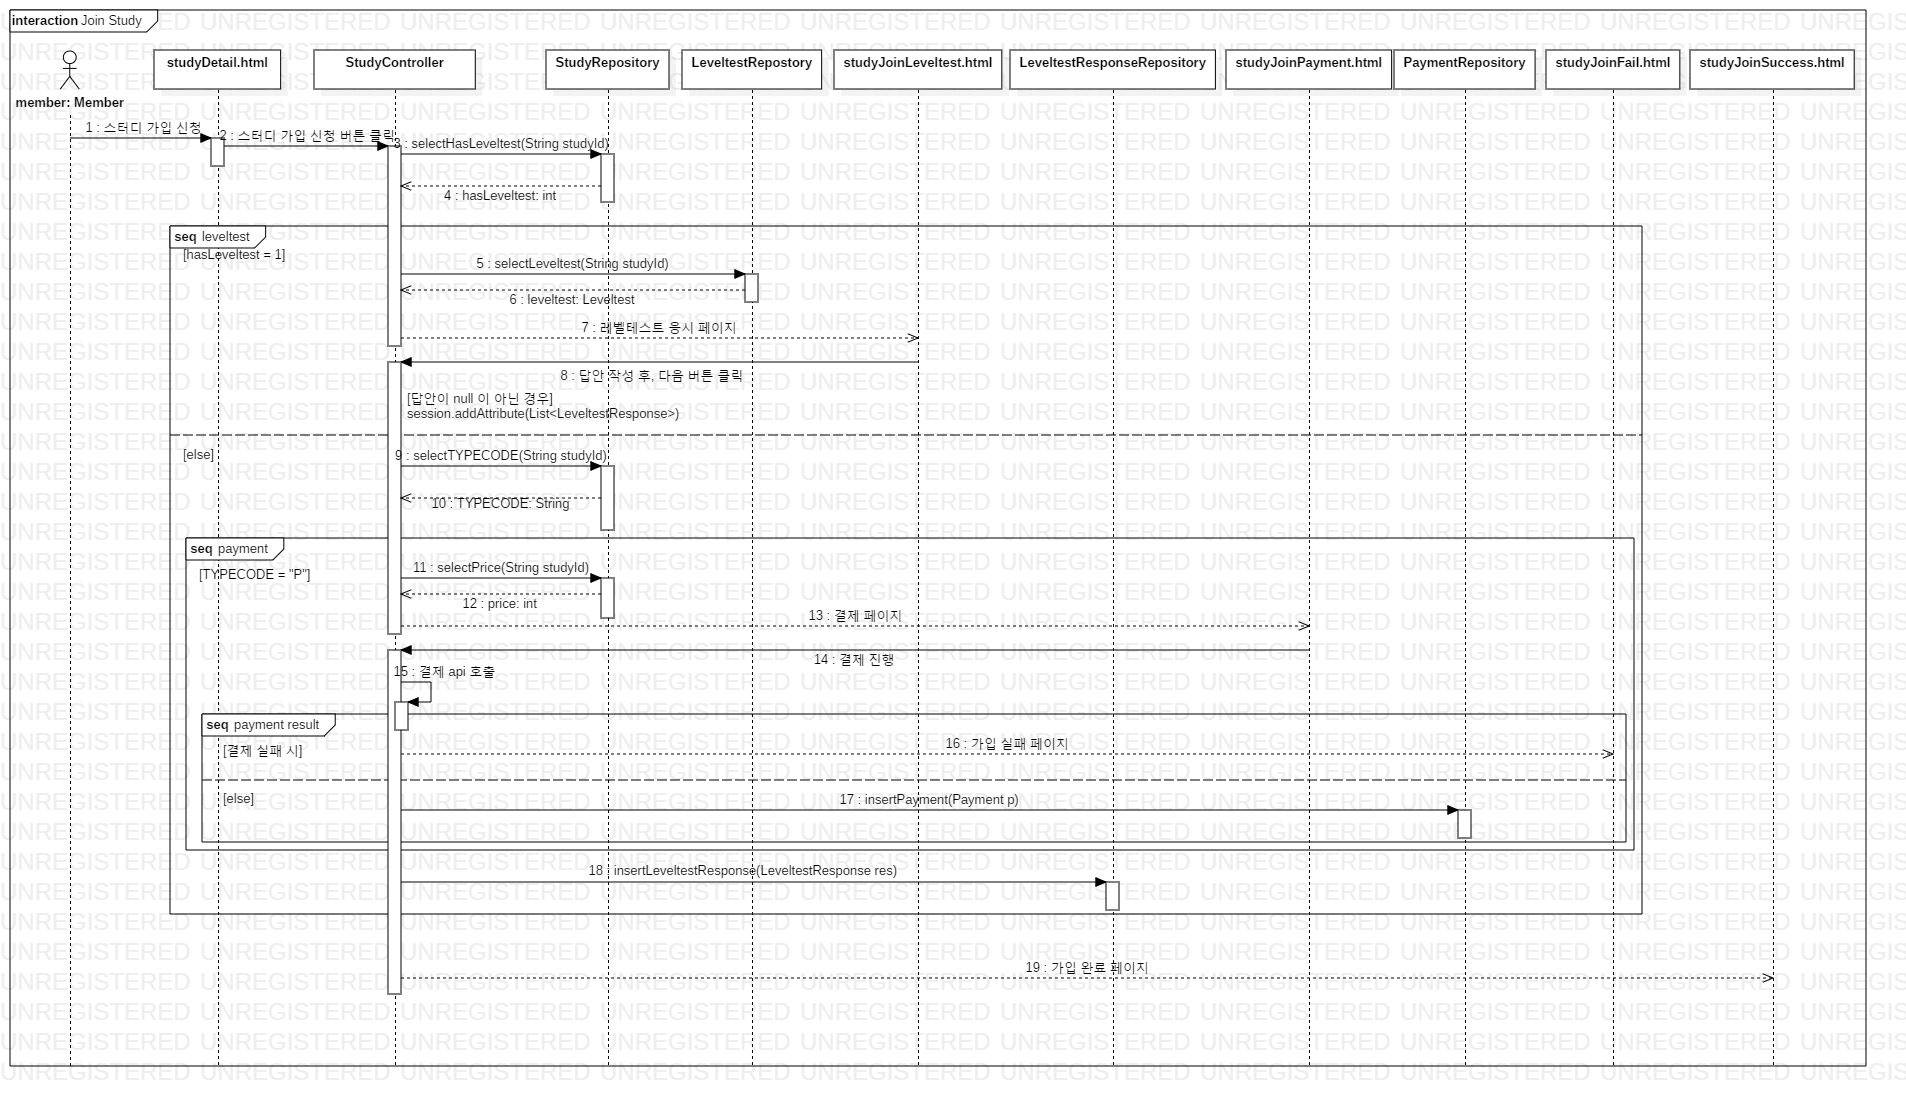 interaction Join Study
studyDetail.html
StudyController
StudyRepository
LeveltestRepostory
studyJoinLeveltest.html
LeveltestResponseRepository
studyJoinPayment.html
PaymentRepository
studyJoinFail.html
studyJoinSuccess.html
member: Member
1 : 스터디 가입 신청
2 : 스터디 가입 신청 버튼 클릭
3 : selectHasLeveltest(String studyId)
4 : hasLeveltest: int
seq leveltest
[hasLeveltest = 1]
5 : selectLeveltest(String studyId)
6 : leveltest: Leveltest
7 : 레벨테스트 응시 페이지
8 : 답안 작성 후, 다음 버튼 클릭
[답안이 null 이 아닌 경우]
session.addAttribute(List<LeveltestResponse>)
[else]
9 : selectTYPECODE(String studyId)
10 : TYPECODE: String
seq payment
[TYPECODE = "P"]
11 : selectPrice(String studyId)
12 : price: int
13 : 결제 페이지
14 : 결제 진행
15 : 결제 api 호출
seq payment result
[결제 실패 시]
16 : 가입 실패 페이지
[else]
17 : insertPayment(Payment p)
18 : insertLeveltestResponse(LeveltestResponse res)
19 : 가입 완료 페이지
UNREGISTERED